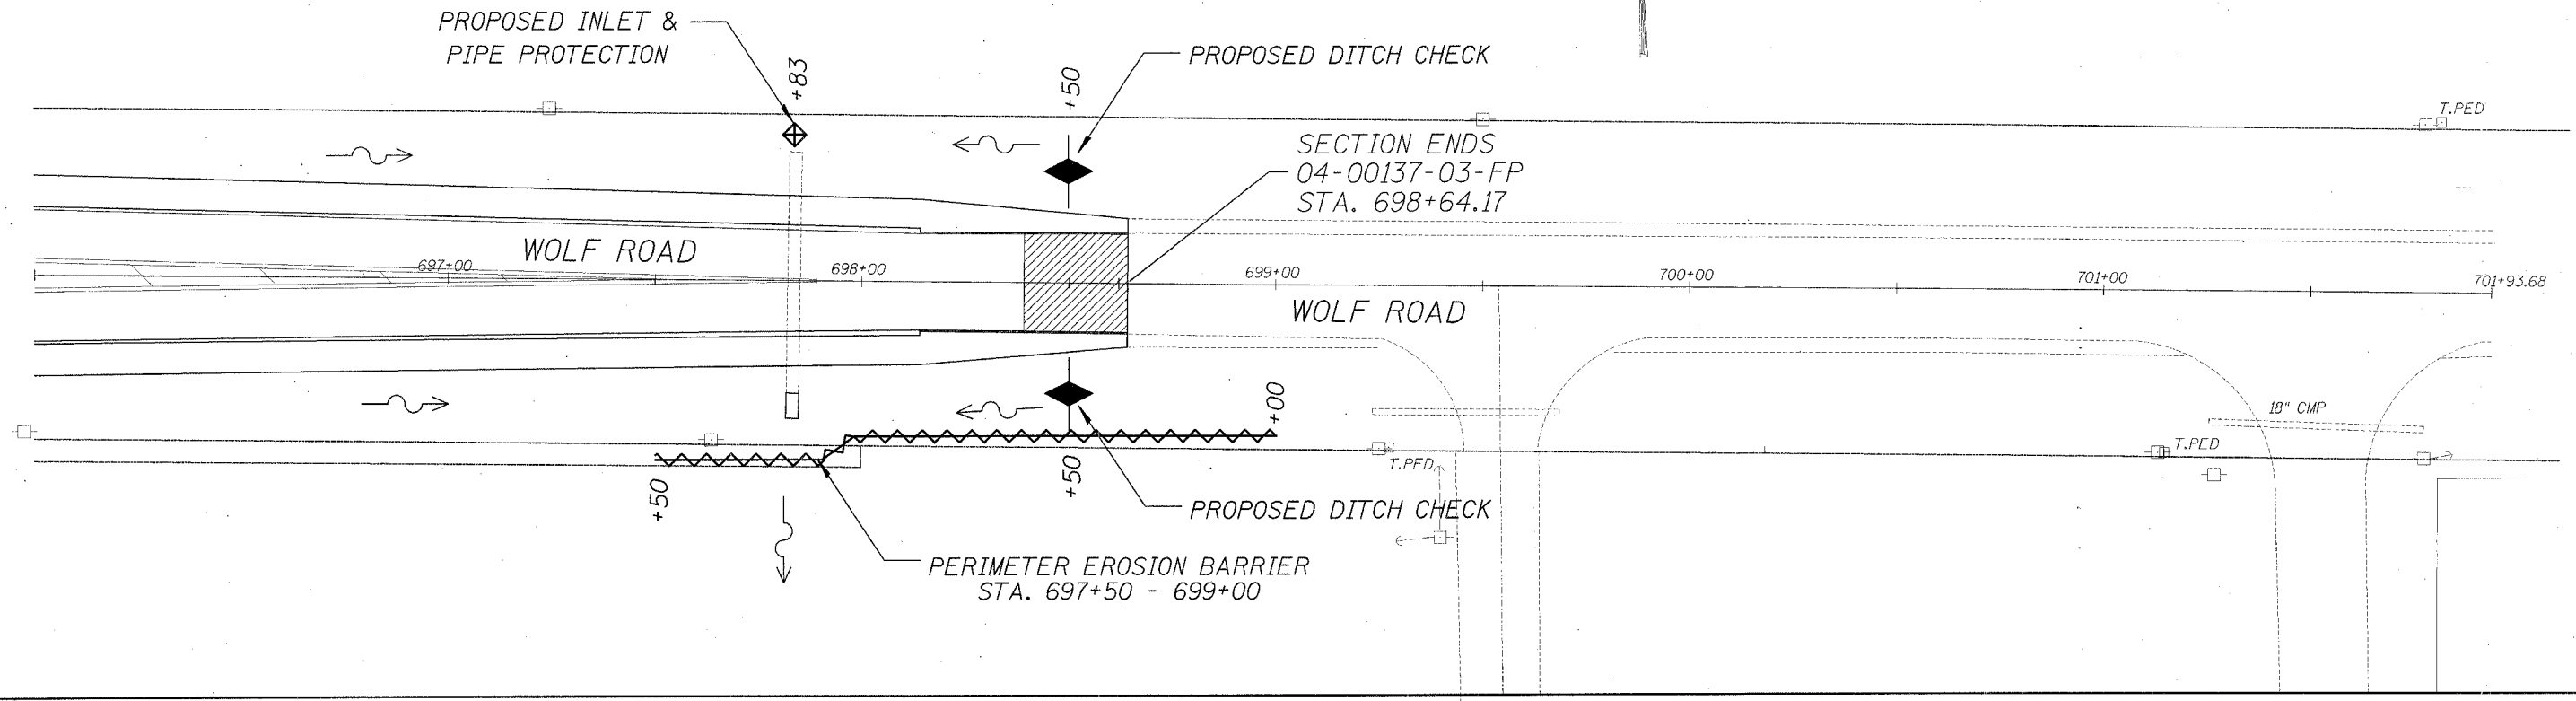 PROPOSED INLET &
PIPE PROTECTION
+83
+50
PROPOSED DITCH CHECK
T.PED
SECTION ENDS
04-00137-03-FP
STA. 698+64.17
WOLF ROAD
697+00
698+00
699+00
700+00
701+00
701+93.68
WOLF ROAD
+00
18" CMP
T.PED
T.PED
+50
+50
PROPOSED DITCH CHECK
PERIMETER EROSION BARRIER
STA. 697+50 - 699+00